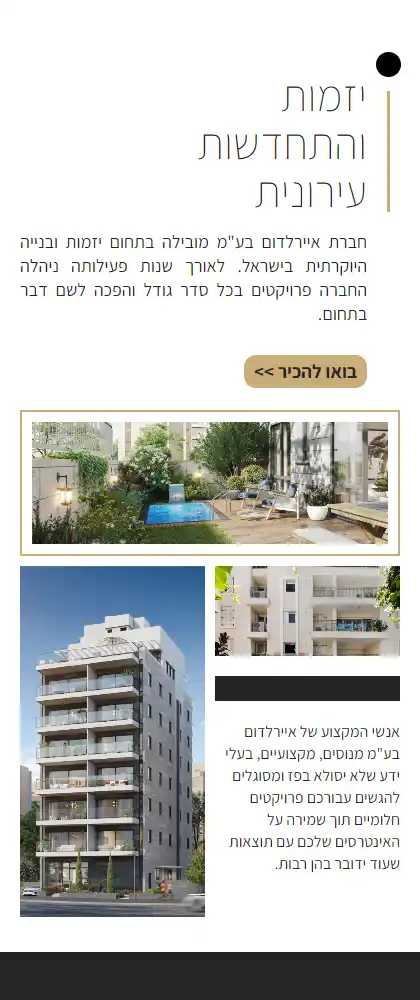 יזמות
והתחדשות
עירונית
חברת איירלדום בע"מ מובילה בתחום יזמות ובנייה
היוקרתית בישראל. לאורך שנות פעילותה ניהלה
החברה פרויקטים בכל סדר גודל והפכה לשם דבר
בתחום.
בואו להכיר >>
אנשי המקצוע של איירלדום
בע"מ מנוסים, מקצועיים, בעלי
ידע שלא יסולא בפז ומסוגלים
להגשים עבורכם פרויקטים
חלומיים תוך שמירה על
האינטרסים שלכם עם תוצאות
שעוד ידובר בהן רבות.